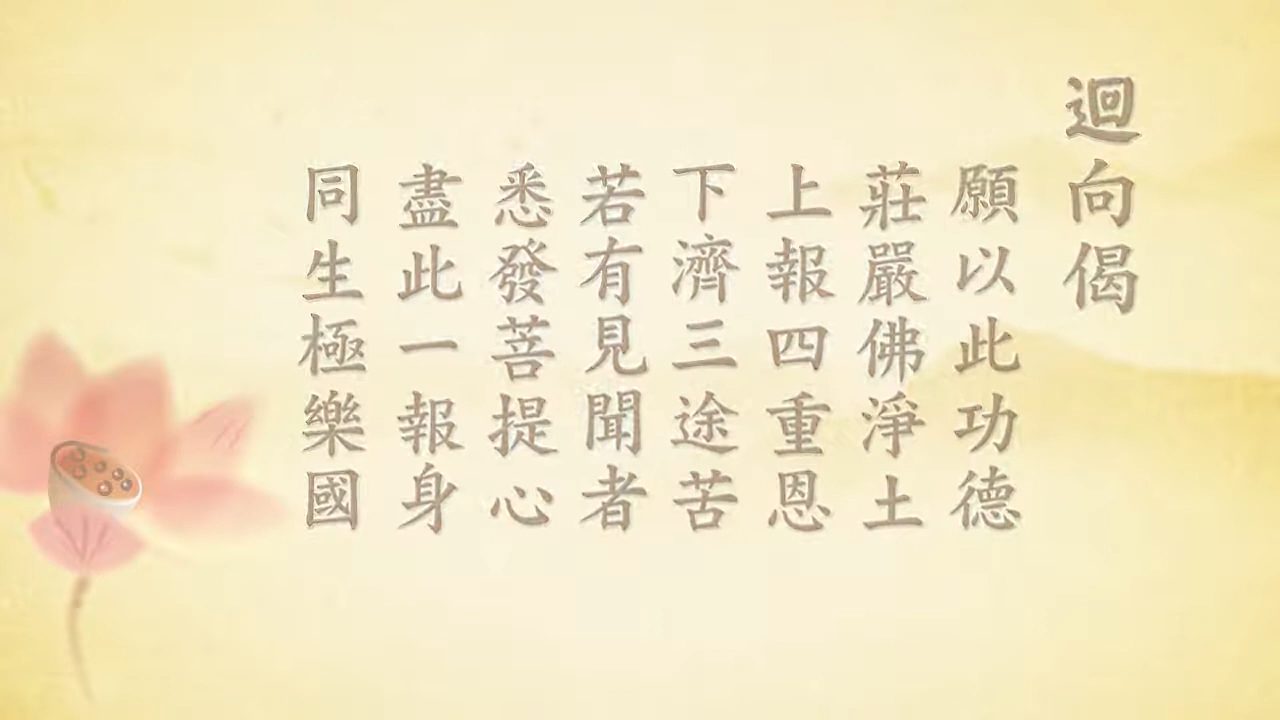 迴向偈
願以此功德
莊嚴佛淨土
上報四重恩
下濟三途苦
若有見聞者
悉發菩提心
盡此一報身
同生極樂國